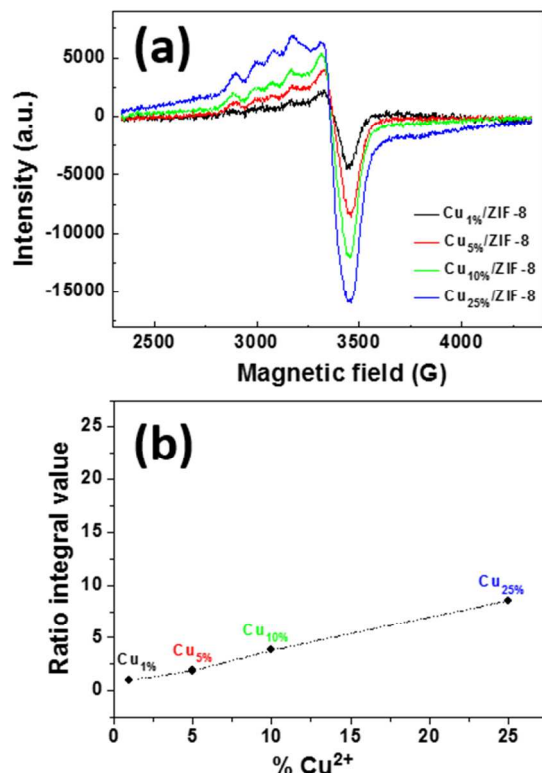 (a)
5000
0
-5000
-10000
-15000
Intensity (a.u.)
Cu1%/ZIF-8
Cu5%/ZIF-8
Cu10%/ZIF-8
Cu25%/ZIF-8
2500 3000 3500 4000
Magnetic field (G)
(b)
25
20
15
10
5
0
Ratio integral value
Cu25%
Cu10%
Cu5%
Cu1%
0 5 10 15 20 25
% Cu2+